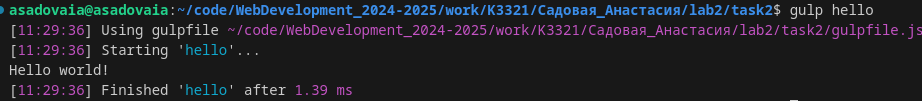 asadovaia@asadovaia:~/code/WebDevelopment_2024-2025/work/K3321/Садовая_Анастасия/lab2/task2$ gulp hello
[11:29:36] Using gulpfile ~/code/WebDevelopment_2024-2025/work/K3321/Садовая_Анастасия/lab2/task2/gulpfile.js
[11:29:36] Starting 'hello'...
Hello world!
[11:29:36] Finished 'hello' after 1.39 ms